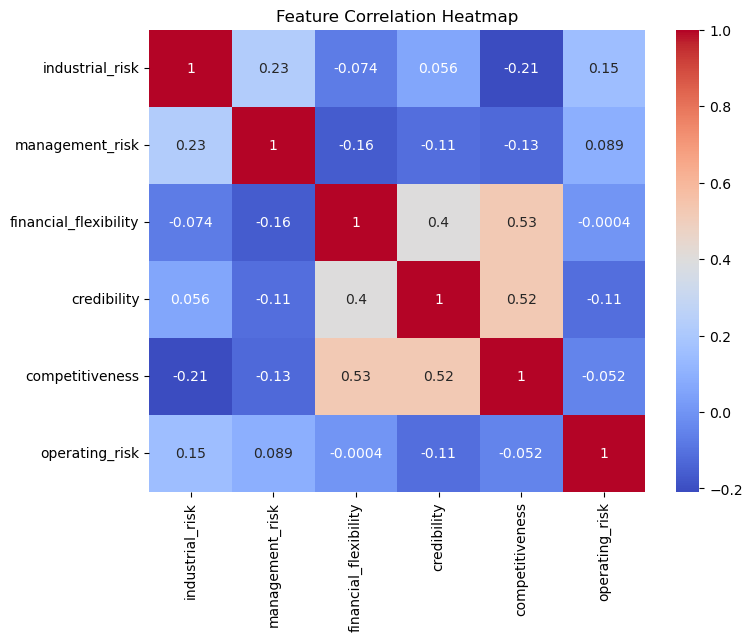 Feature Correlation Heatmap
industrial_risk 1 0.23 -0.074 0.056 -0.21 0.15
management_risk 0.23 1 -0.16 -0.11 -0.13 0.089
financial_flexibility -0.074 -0.16 1 0.4 0.53 -0.0004
credibility 0.056 -0.11 0.4 1 0.52 -0.11
competitiveness -0.21 -0.13 0.53 0.52 1 -0.052
operating_risk 0.15 0.089 -0.0004 -0.11 -0.052 1
industrial_risk
management_risk
financial_flexibility
credibility
competitiveness
operating_risk
1.0
0.8
0.6
0.4
0.2
0.0
−0.2